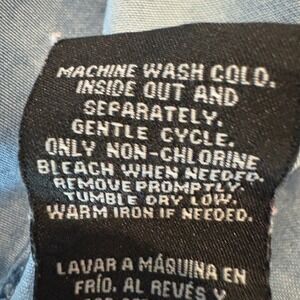 MACHINE WASH COLD.
INSIDE OUT AND
SEPARATELY.
GENTLE CYCLE.
ONLY NON-CHLORINE
BLEACH WHEN NEEDED.
REMOVE PROMPTLY.
TUMBLE DRY LOW.
WARM IRON IF NEEDED.
LAVAR A MÁQUINA EN
FRÍO. AL REVÉS Y